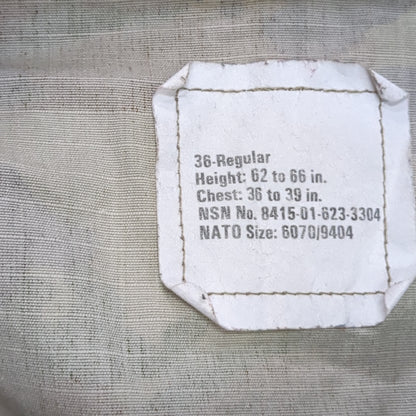 36-Regular
Height: 62 to 66 in.
Chest: 36 to 39 in.
NSN No. 8415-01-623-3304
NATO Size: 6070/9404